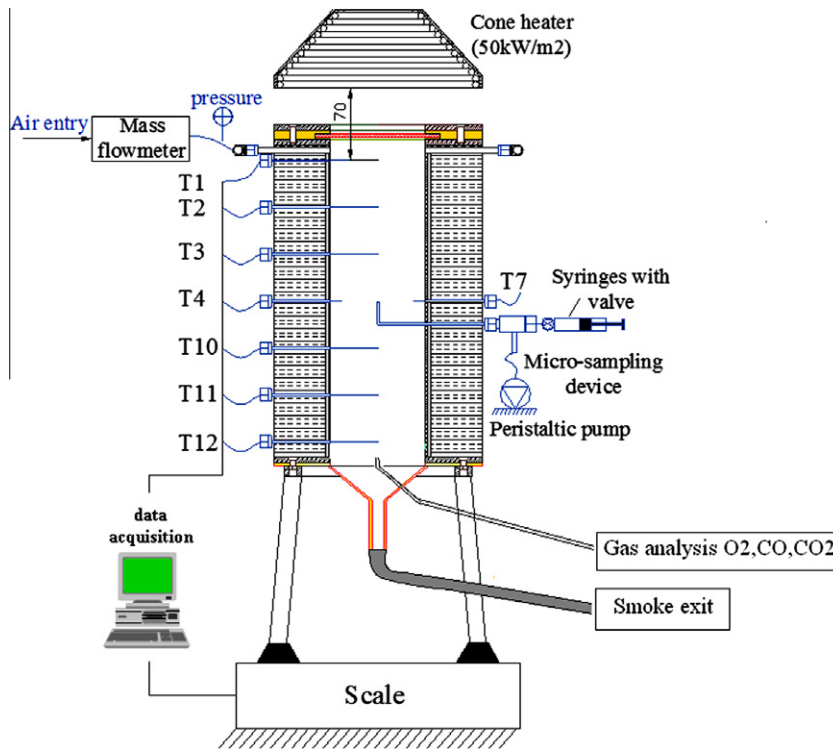 Cone heater
(50kW/m2)
pressure
70
Air entry
Mass
flowmeter
T1
T2
T3
T4
T7
Syringes with
valve
T10
Micro-sampling
device
T11
Peristaltic pump
T12
data
acquisition
Gas analysis O2,CO,CO2
Smoke exit
Scale